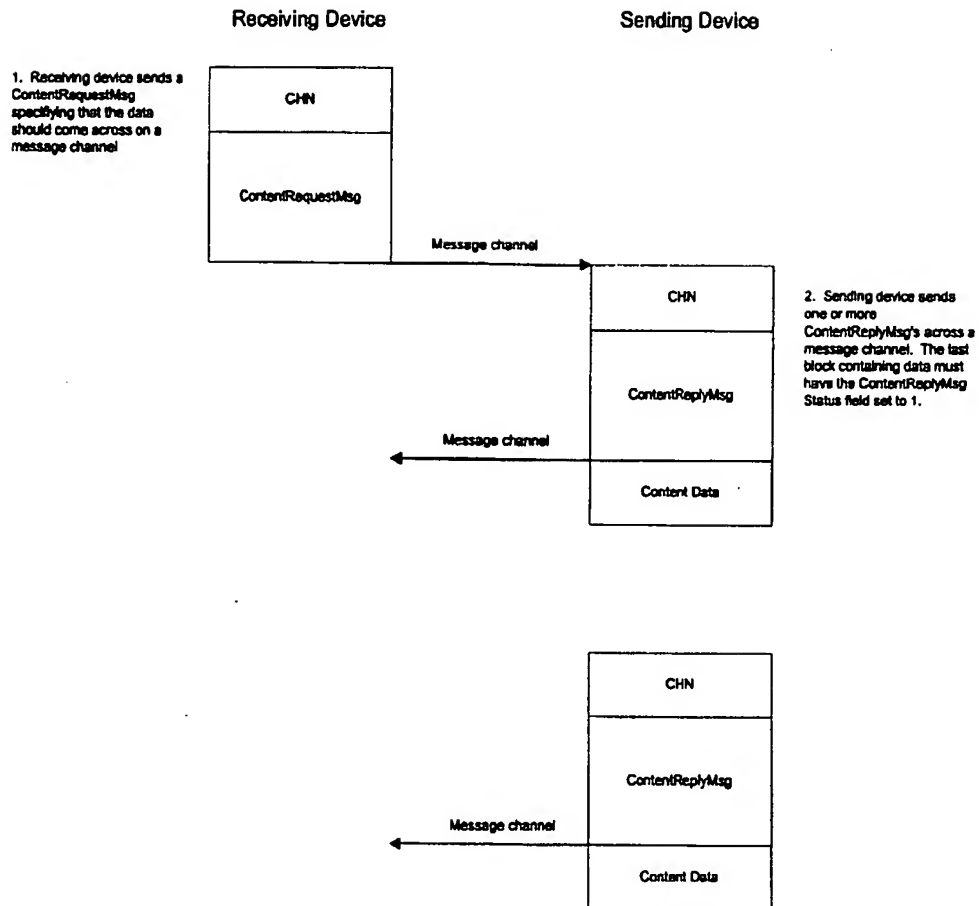 Receiving Device
Sending Device
1. Receiving device sends a
ContentRequestMsg
specifying that the data
should come across on a
message channel
CHN
ContentRequestMsg
Message channel
CHN
2. Sending device sends
one or more
ContentReplyMsg's across a
message channel. The last
block containing data must
have the ContentReplyMsg
Status field set to 1.
ContentReplyMsg
Message channel
Content Data
CHN
ContentReplyMsg
Message channel
Content Data